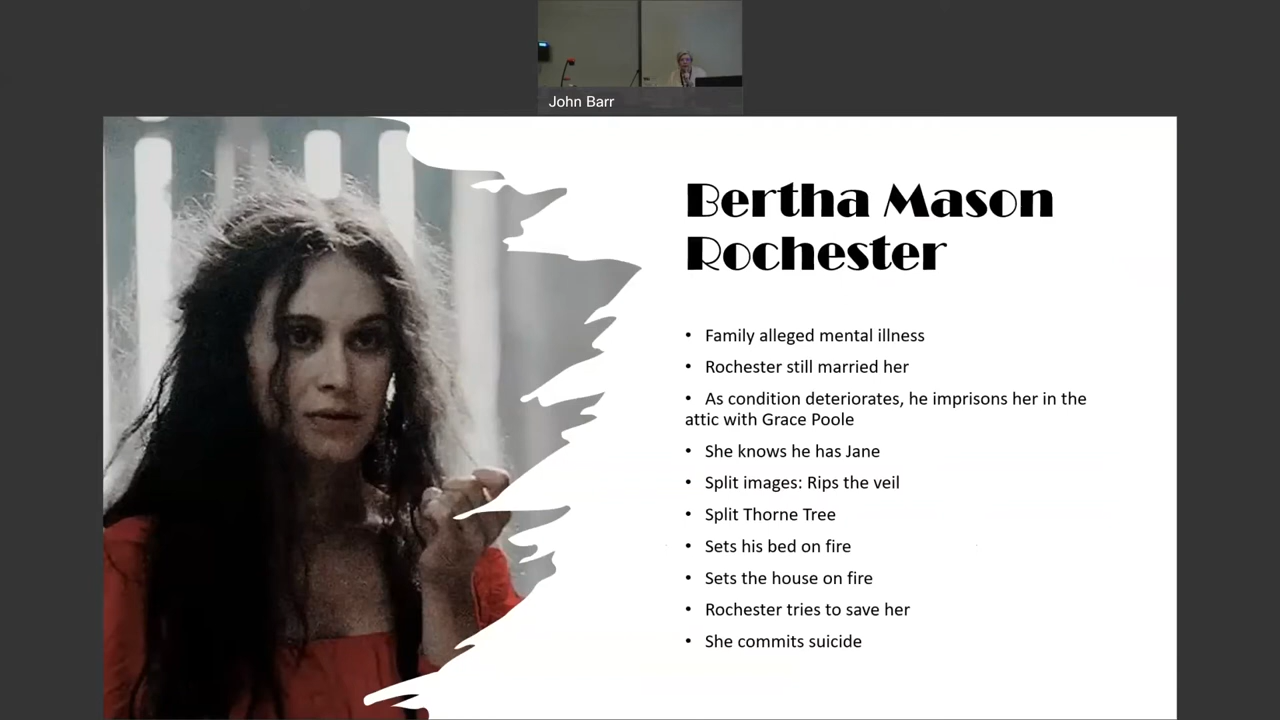 John Barr
Bertha Mason
Rochester
• Family alleged mental illness
• Rochester still married her
• As condition deteriorates, he imprisons her in the
attic with Grace Poole
• She knows he has Jane
• Split images: Rips the veil
• Split Thorne Tree
• Sets his bed on fire
• Sets the house on fire
• Rochester tries to save her
• She commits suicide